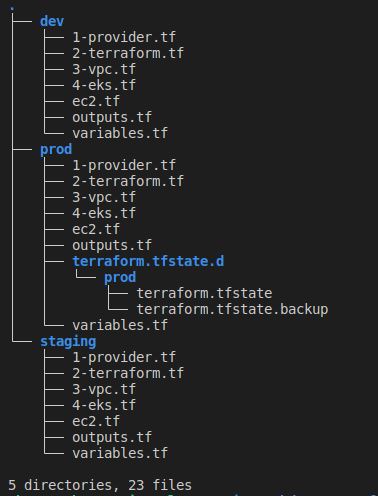 .
├── dev
│   ├── 1-provider.tf
│   ├── 2-terraform.tf
│   ├── 3-vpc.tf
│   ├── 4-eks.tf
│   ├── ec2.tf
│   ├── outputs.tf
│   └── variables.tf
├── prod
│   ├── 1-provider.tf
│   ├── 2-terraform.tf
│   ├── 3-vpc.tf
│   ├── 4-eks.tf
│   ├── ec2.tf
│   ├── outputs.tf
│   ├── terraform.tfstate.d
│   │   └── prod
│   │       ├── terraform.tfstate
│   │       └── terraform.tfstate.backup
│   └── variables.tf
└── staging
    ├── 1-provider.tf
    ├── 2-terraform.tf
    ├── 3-vpc.tf
    ├── 4-eks.tf
    ├── ec2.tf
    ├── outputs.tf
    └── variables.tf
5 directories, 23 files